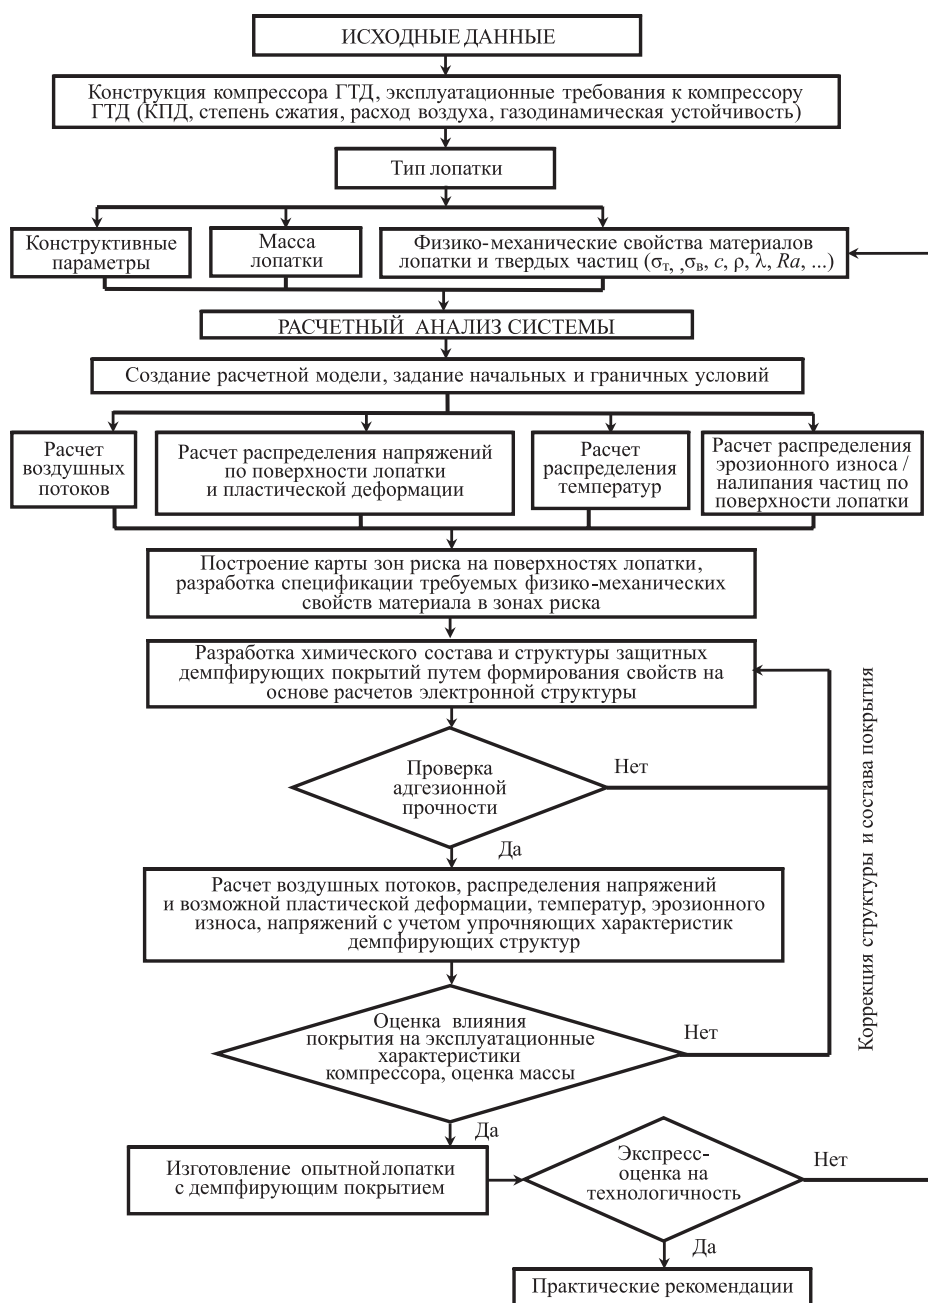 ИСХОДНЫЕ ДАННЫЕ
Конструкция компрессора ГТД, эксплуатационные требования к компрессору
ГТД (КПД, степень сжатия, расход воздуха, газодинамическая устойчивость)
Тип лопатки
Конструктивные
параметры
Масса
лопатки
Физико-механические свойства материалов
лопатки и твердых частиц (σт, ,σв, c, ρ, λ, Ra, ...)
РАСЧЕТНЫЙ АНАЛИЗ СИСТЕМЫ
Создание расчетной модели, задание начальных и граничных условий
Расчет
воздушных
потоков
Расчет распределения напряжений
по поверхности лопатки
и пластической деформации
Расчет
распределения
температур
Расчет распределения
эрозионного износа /
налипания частиц по
поверхности лопатки
Построение карты зон риска на поверхностях лопатки,
разработка спецификации требуемых физико-механических
свойств материала в зонах риска
Разработка химического состава и структуры защитных
демпфирующих покрытий путем формирования свойств на
основе расчетов электронной структуры
Проверка
адгезионной
прочности
Нет
Да
Расчет воздушных потоков, распределения напряжений
и возможной пластической деформации, температур, эрозионного
износа, напряжений с учетом упрочняющих характеристик
демпфирующих структур
Оценка влияния
покрытия на эксплуатационные
характеристики
компрессора, оценка массы
Нет
Да
Коррекция структуры и состава покрытия
Изготовление опытной лопатки
с демпфирующим покрытием
Экспресс-
оценка на
технологичность
Нет
Да
Практические рекомендации